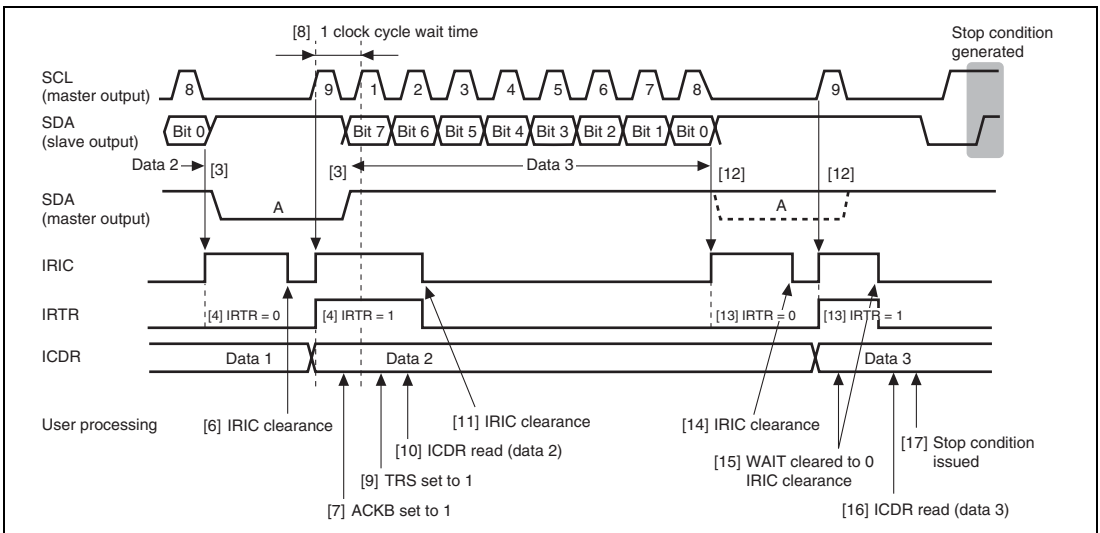 [8] 1 clock cycle wait time
Stop condition
generated
SCL
(master output)
8 9 1 2 3 4 5 6 7 8 9
SDA
(slave output)
Bit 0 Bit 7 Bit 6 Bit 5 Bit 4 Bit 3 Bit 2 Bit 1 Bit 0
Data 2 [3] [3] Data 3 [12] [12]
SDA
(master output)
A A
IRIC
IRTR
[4] IRTR = 0 [4] IRTR = 1 [13] IRTR = 0 [13] IRTR = 1
ICDR
Data 1 Data 2 Data 3
User processing
[6] IRIC clearance
[11] IRIC clearance
[14] IRIC clearance
[10] ICDR read (data 2)
[17] Stop condition
issued
[15] WAIT cleared to 0
IRIC clearance
[9] TRS set to 1
[7] ACKB set to 1
[16] ICDR read (data 3)